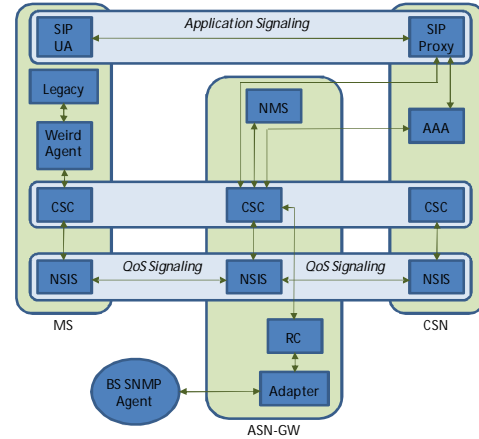 Application Signaling
SIP
UA
SIP
Proxy
Legacy
NMS
AAA
Weird
Agent
CSC
CSC
CSC
QoS Signaling
QoS Signaling
NSIS
NSIS
NSIS
MS
CSN
RC
BS SNMP
Agent
Adapter
ASN-GW